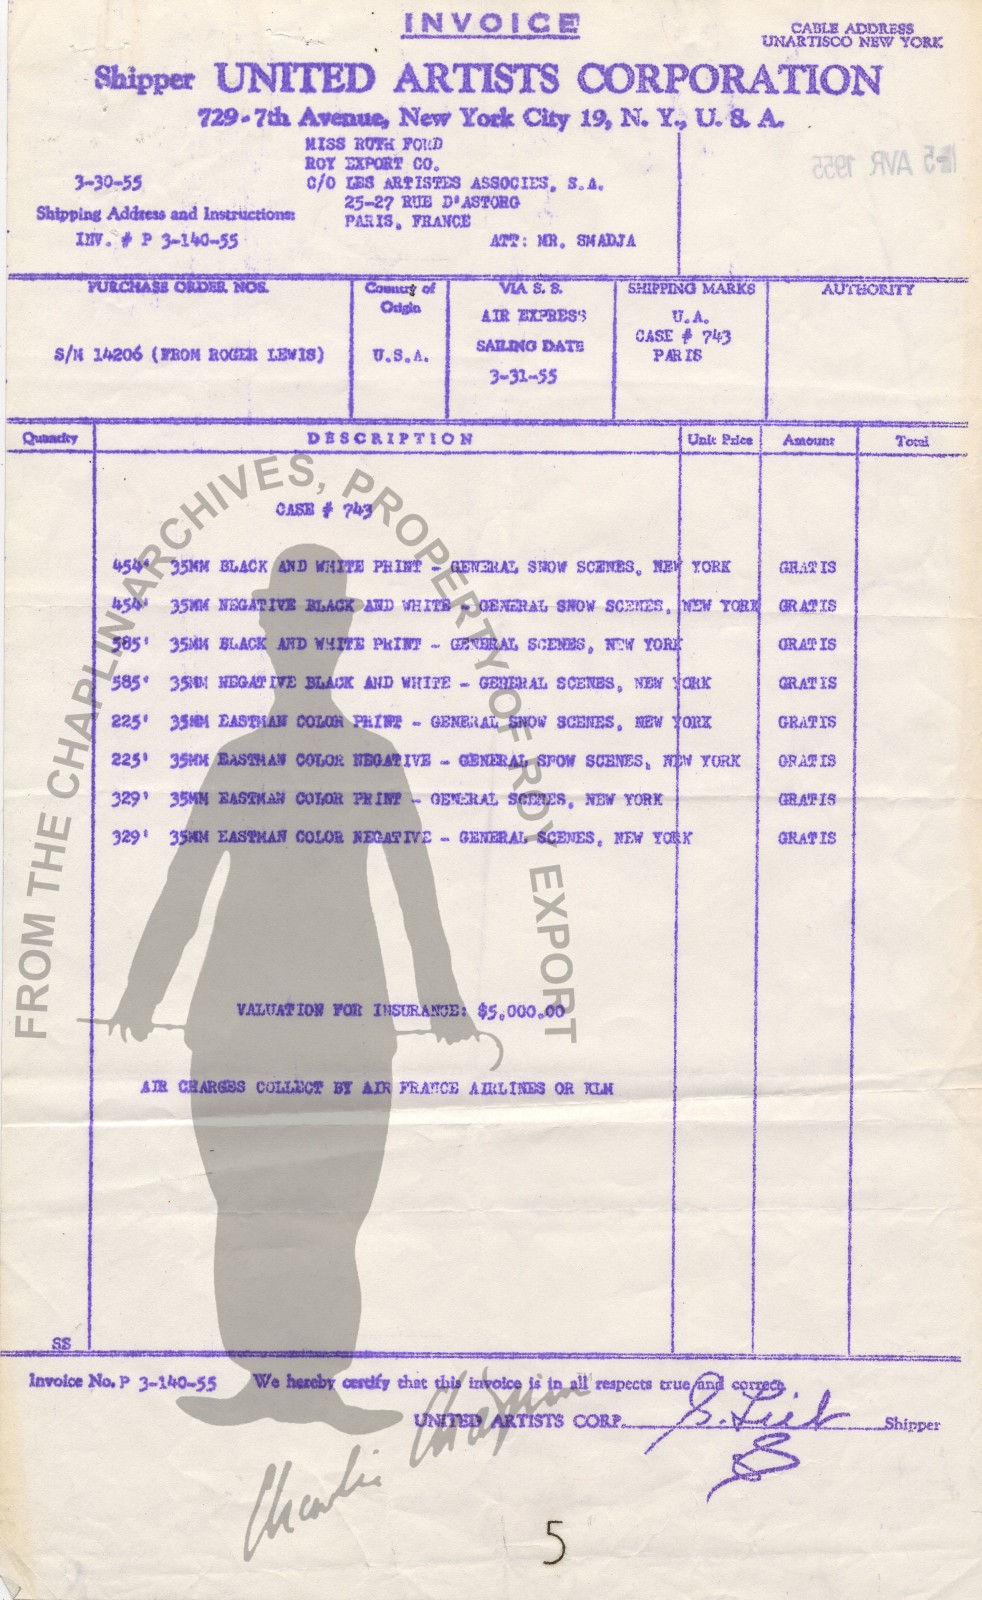 INVOICE
CABLE ADDRESS
UNARTISCO NEW YORK
Shipper UNITED ARTISTS CORPORATION
729-7th Avenue, New York City 19, N. Y., U. S. A.
MISS RUTH FORD
ROY EXPORT CO.
3-30-55
C/O LES ARTISTES ASSOCIES, S.A.
25-27 RUE D'ASTORG
PARIS, FRANCE
5 AVR 1955
Shipping Address and Instructions:
INV. # P 3-140-55
ATT: MR. SMADJA
PURCHASE ORDER NOS.
Country of Origin
VIA S. S.
SHIPPING MARKS
AUTHORITY
S/M 14206 (FROM ROGER LEWIS)
U.S.A.
AIR EXPRESS
SAILING DATE
3-31-55
U.A.
CASE # 743
PARIS
Quantity DESCRIPTION Unit Price Amount Total
CASE # 743
454' 35MM BLACK AND WHITE PRINT - GENERAL SNOW SCENES, NEW YORK GRATIS
454' 35MM NEGATIVE BLACK AND WHITE - GENERAL SNOW SCENES, NEW YORK GRATIS
585' 35MM BLACK AND WHITE PRINT - GENERAL SCENES, NEW YORK GRATIS
585' 35MM NEGATIVE BLACK AND WHITE - GENERAL SCENES, NEW YORK GRATIS
225' 35MM EASTMAN COLOR PRINT - GENERAL SNOW SCENES, NEW YORK GRATIS
225' 35MM EASTMAN COLOR NEGATIVE - GENERAL SNOW SCENES, NEW YORK GRATIS
329' 35MM EASTMAN COLOR PRINT - GENERAL SCENES, NEW YORK GRATIS
329' 35MM EASTMAN COLOR NEGATIVE - GENERAL SCENES, NEW YORK GRATIS
VALUATION FOR INSURANCE: $5,000.00
AIR CHARGES COLLECT BY AIR FRANCE AIRLINES OR KLM
SS
Invoice No. P 3-140-55 We hereby certify that this invoice is in all respects true and correct
UNITED ARTISTS CORP. Shipper
5
FROM THE CHAPLIN ARCHIVES, PROPERTY OF ROY EXPORT
Charlie Chaplin